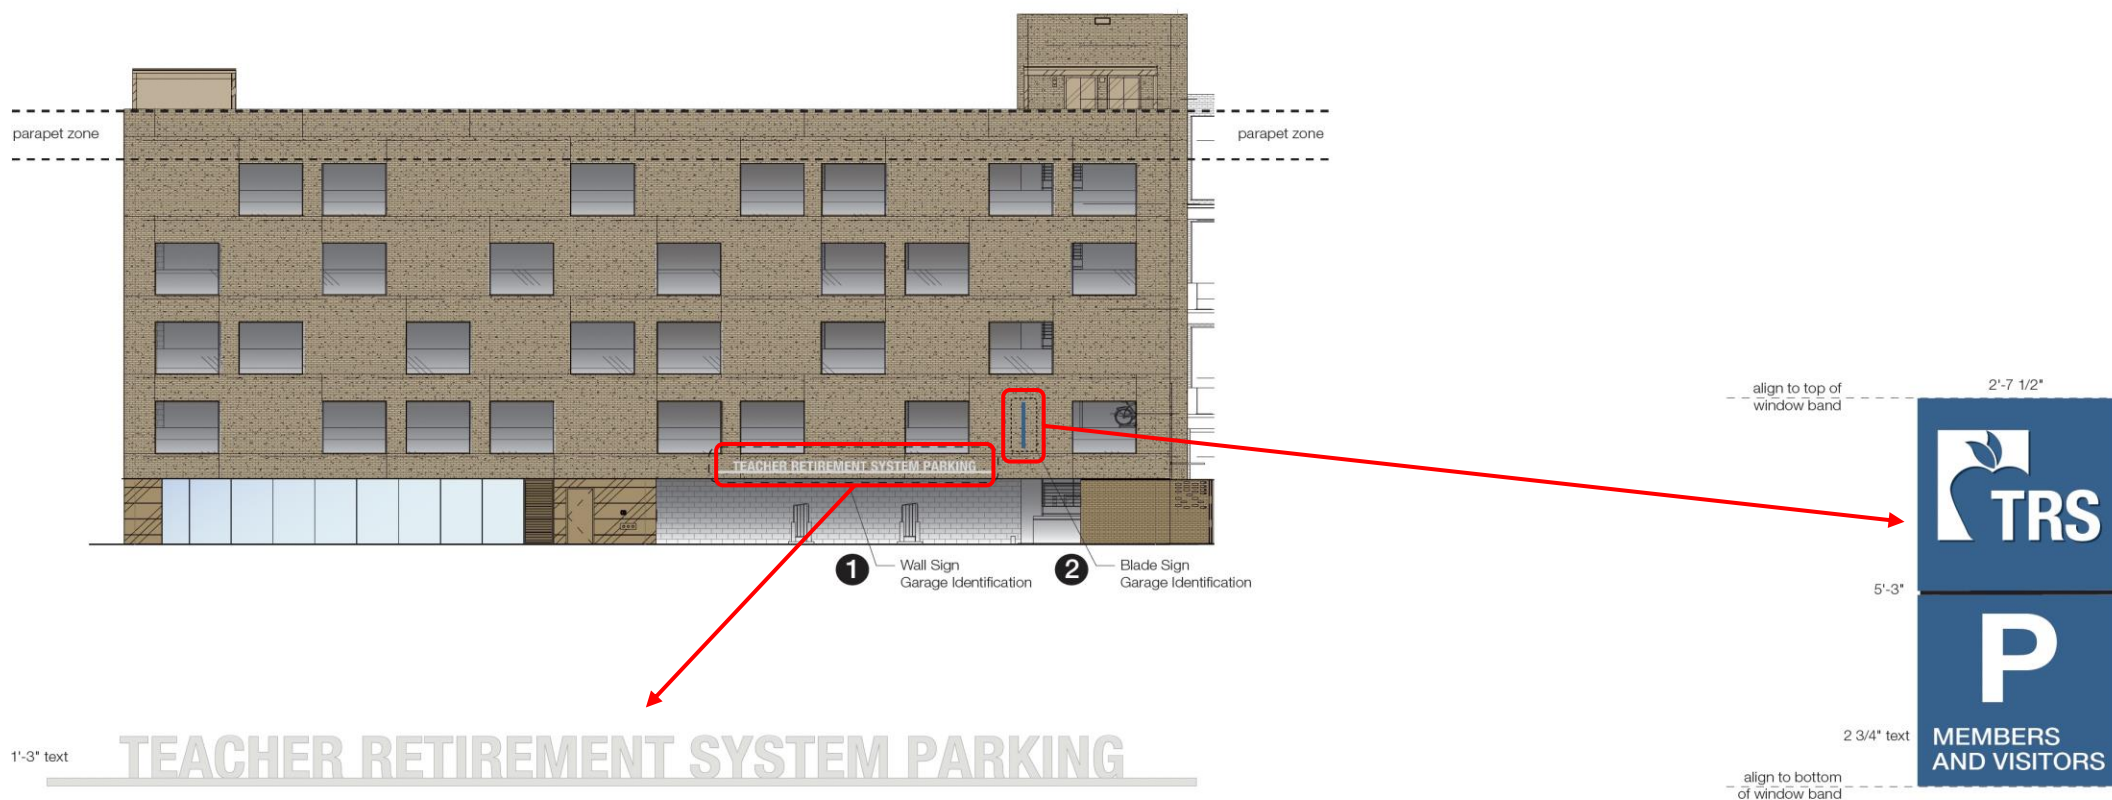 parapet zone
parapet zone
TEACHER RETIREMENT SYSTEM PARKING
1
Wall Sign
Garage Identification
2
Blade Sign
Garage Identification
1'-3" text
TEACHER RETIREMENT SYSTEM PARKING
align to top of
window band
2'-7 1/2"
TRS
5'-3"
P
2 3/4" text
MEMBERS
AND VISITORS
align to bottom
of window band